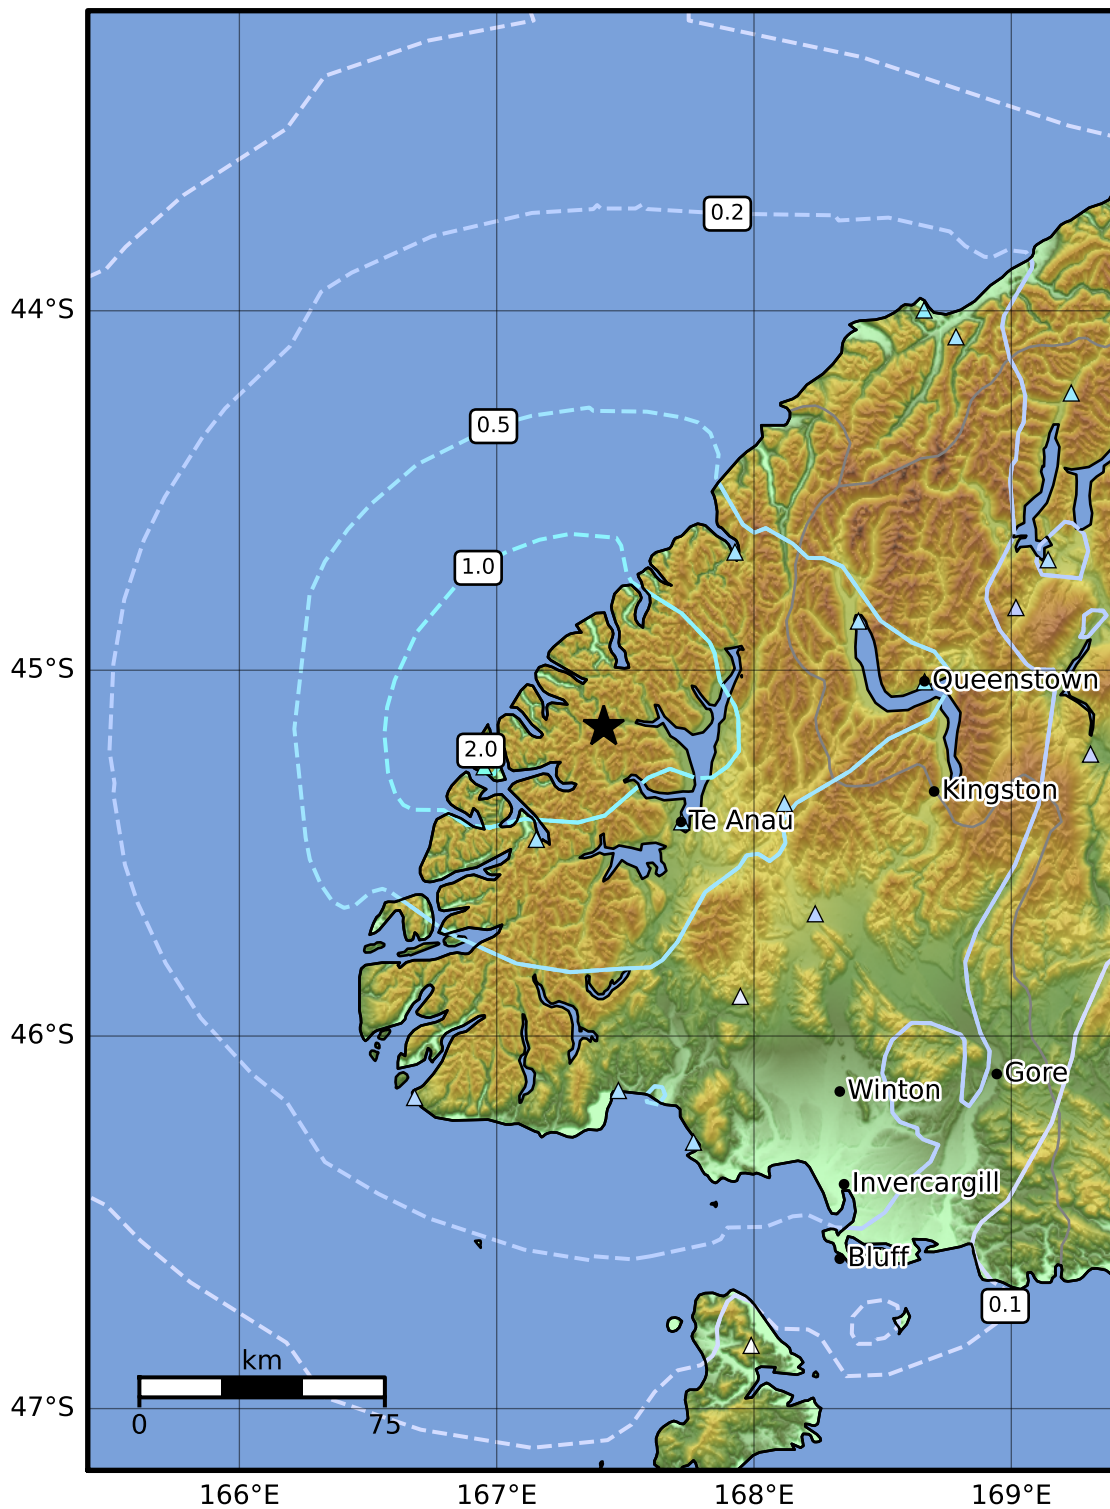 0.2
44°S
0.5
1.0
45°S
Queenstown
2.0
Kingston
Te Anau
46°S
Gore
Winton
Invercargill
Bluff
0.1
km
0 75
47°S
166°E 167°E 168°E 169°E